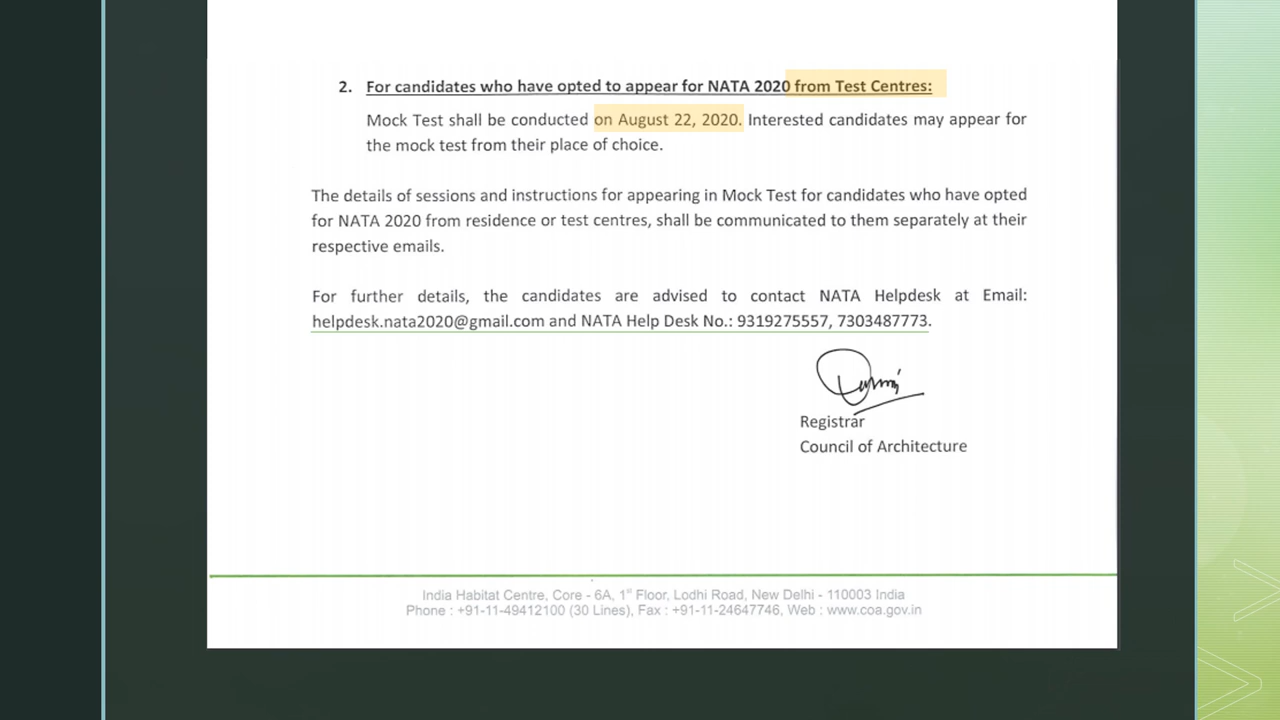 2. For candidates who have opted to appear for NATA 2020 from Test Centres:
Mock Test shall be conducted on August 22, 2020. Interested candidates may appear for
the mock test from their place of choice.
The details of sessions and instructions for appearing in Mock Test for candidates who have opted
for NATA 2020 from residence or test centres, shall be communicated to them separately at their
respective emails.
For further details, the candidates are advised to contact NATA Helpdesk at Email:
helpdesk.nata2020@gmail.com and NATA Help Desk No.: 9319275557, 7303487773.
Registrar
Council of Architecture
India Habitat Centre, Core - 6A, 1st Floor, Lodhi Road, New Delhi - 110003 India
Phone : +91-11-49412100 (30 Lines), Fax : +91-11-24647746, Web : www.coa.gov.in